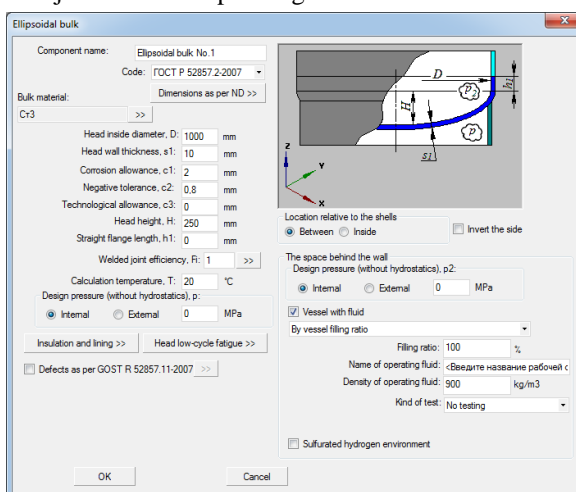 Ellipsoidal bulk
Component name: Ellipsoidal bulk No.1
Code: ГОСТ Р 52857.2-2007
Bulk material:
Dimensions as per ND >>
Ст3 >>
Head inside diameter, D: 1000 mm
Head wall thickness, s1: 10 mm
Corrosion allowance, c1: 2 mm
Negative tolerance, c2: 0,8 mm
Technological allowance, c3: 0 mm
Head height, H: 250 mm
Straight flange length, h1: 0 mm
Welded joint efficiency, Fi: 1 >>
Calculation temperature, T: 20 °C
Design pressure (without hydrostatics), p:
Internal External 0 MPa
Insulation and lining >> Head low-cycle fatigue >>
Defects as per GOST R 52857.11-2007 >>
D
h1
p2
H
p
s1
Z
Y
X
Location relative to the shells
Between Inside Invert the side
The space behind the wall
Design pressure (without hydrostatics), p2:
Internal External 0 MPa
Vessel with fluid
By vessel filling ratio
Filling ratio: 100 %
Name of operating fluid: <Введите название рабочей с
Density of operating fluid: 900 kg/m3
Kind of test: No testing
Sulfurated hydrogen environment
OK Cancel